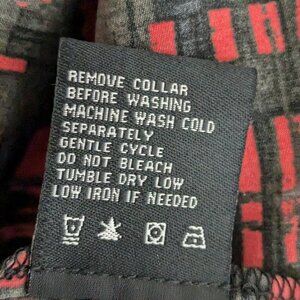 REMOVE COLLAR
BEFORE WASHING
MACHINE WASH COLD
SEPARATELY
GENTLE CYCLE
DO NOT BLEACH
TUMBLE DRY LOW
LOW IRON IF NEEDED